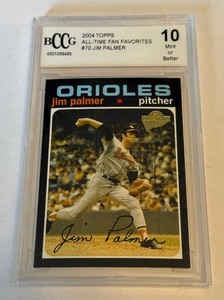 BCCG
0001056495
2004 TOPPS
ALL-TIME FAN FAVORITES
#70 JIM PALMER
10
Mint
or
Better
ORIOLES
jim palmer • pitcher
Jim Palmer